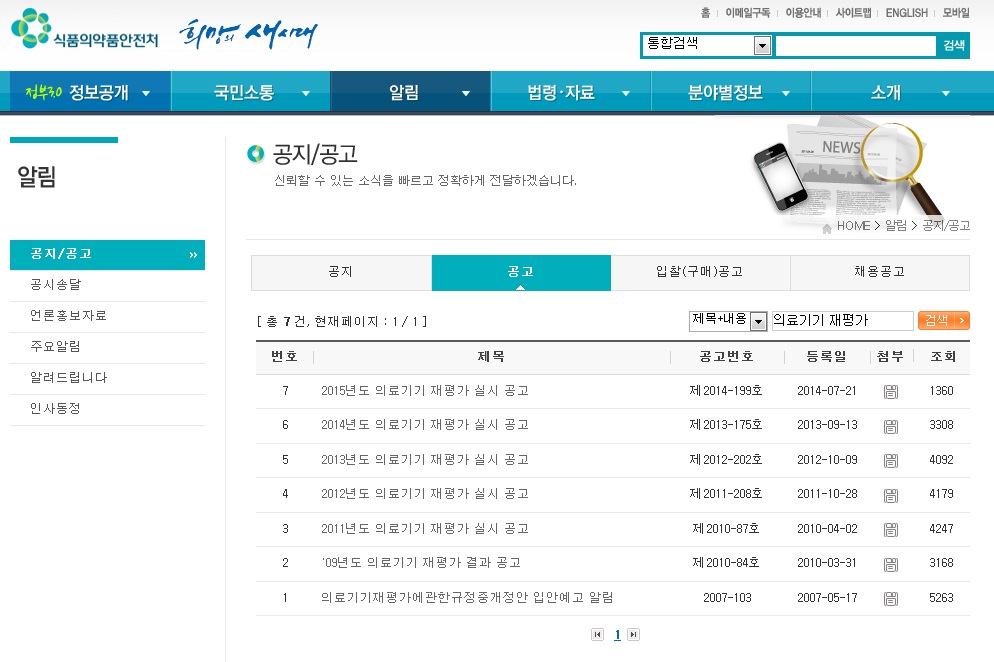 홈 이메일구독 이용안내 사이트맵 ENGLISH 모바일
식품의약품안전처 희망의 새시대
통합검색 검색
정부3.0 정보공개 국민소통 알림 법령·자료 분야별정보 소개
알림
공지/공고
신뢰할 수 있는 소식을 빠르고 정확하게 전달하겠습니다.
NEWS
HOME > 알림 > 공지/공고
공지/공고 »
공시송달
언론홍보자료
주요알림
알려드립니다
인사동정
공지 공고 입찰(구매)공고 채용공고
[ 총 7 건, 현재페이지 : 1 / 1 ] 제목+내용 의료기기 재평가 검색 >
번호 제목 공고번호 등록일 첨부 조회
7 2015년도 의료기기 재평가 실시 공고 제2014-199호 2014-07-21 1360
6 2014년도 의료기기 재평가 실시 공고 제2013-175호 2013-09-13 3308
5 2013년도 의료기기 재평가 실시 공고 제2012-202호 2012-10-09 4092
4 2012년도 의료기기 재평가 실시 공고 제2011-208호 2011-10-28 4179
3 2011년도 의료기기 재평가 실시 공고 제2010-87호 2010-04-02 4247
2 '09년도 의료기기 재평가 결과 공고 제2010-84호 2010-03-31 3168
1 의료기기재평가에관한규정중개정안 입안예고 알림 2007-103 2007-05-17 5263
1